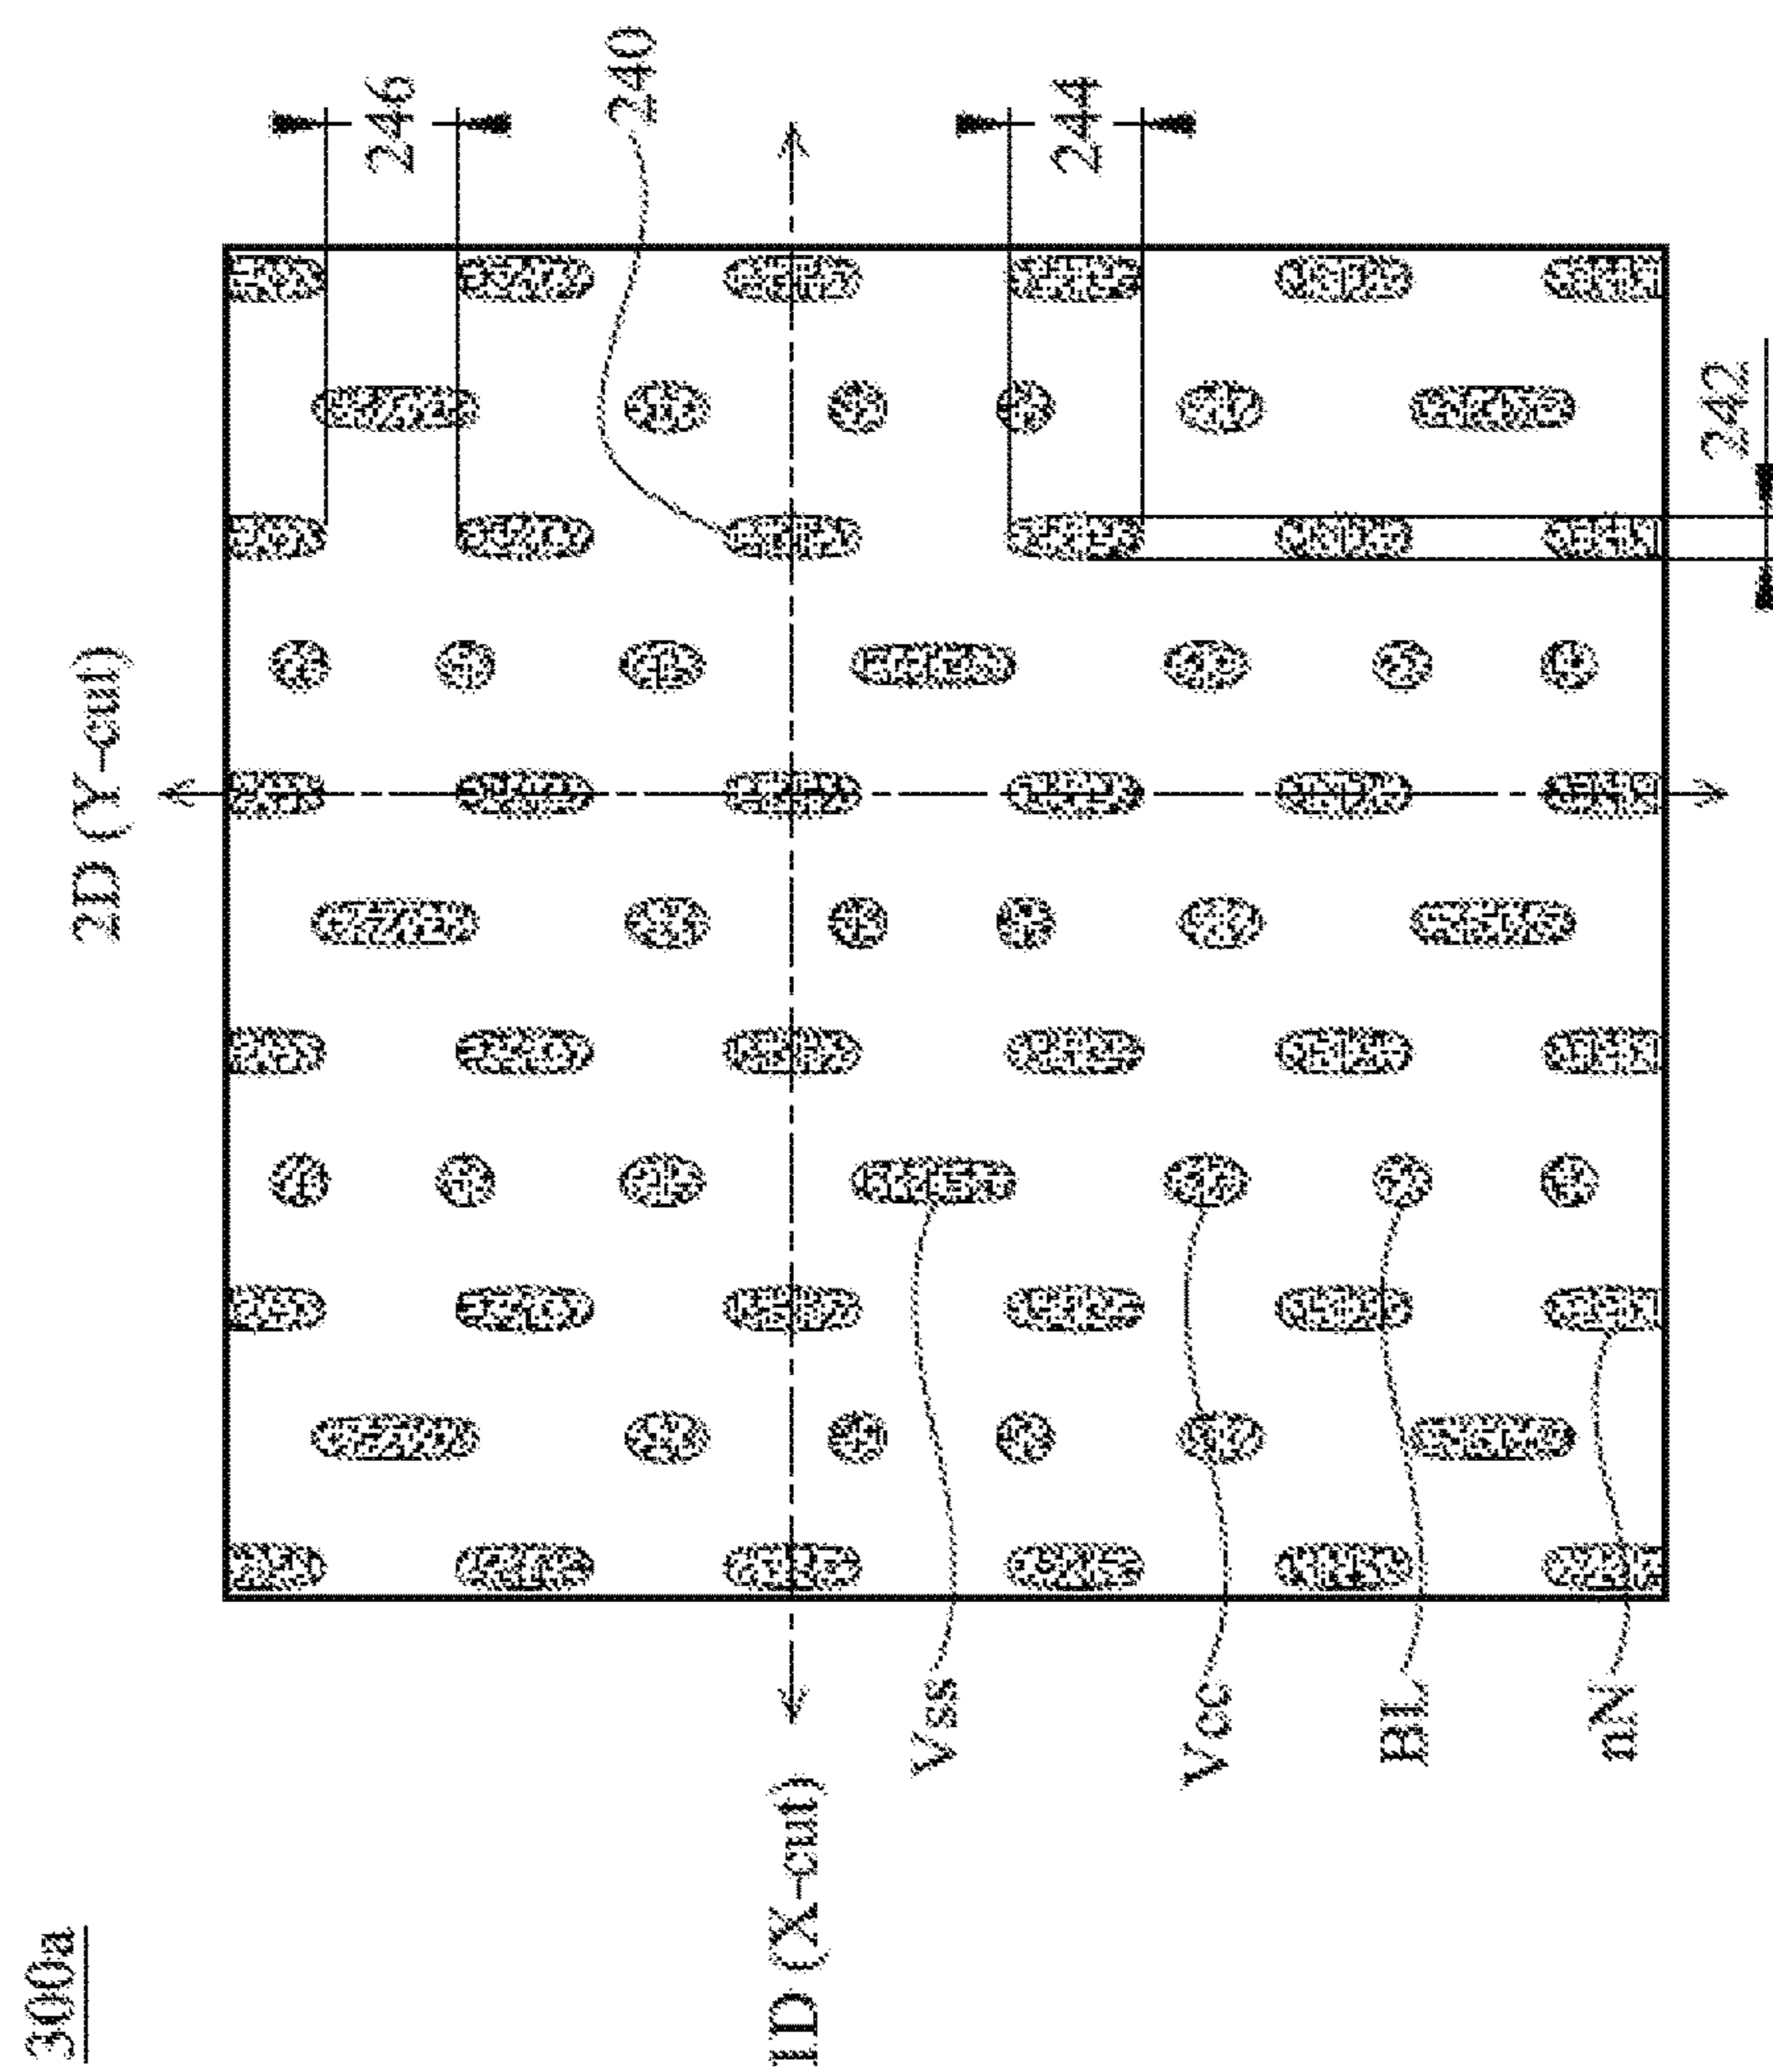 300a
2D (Y-cut)
1D (X-cut)
246
240
244
242
Vss
Vcc
BL
nN